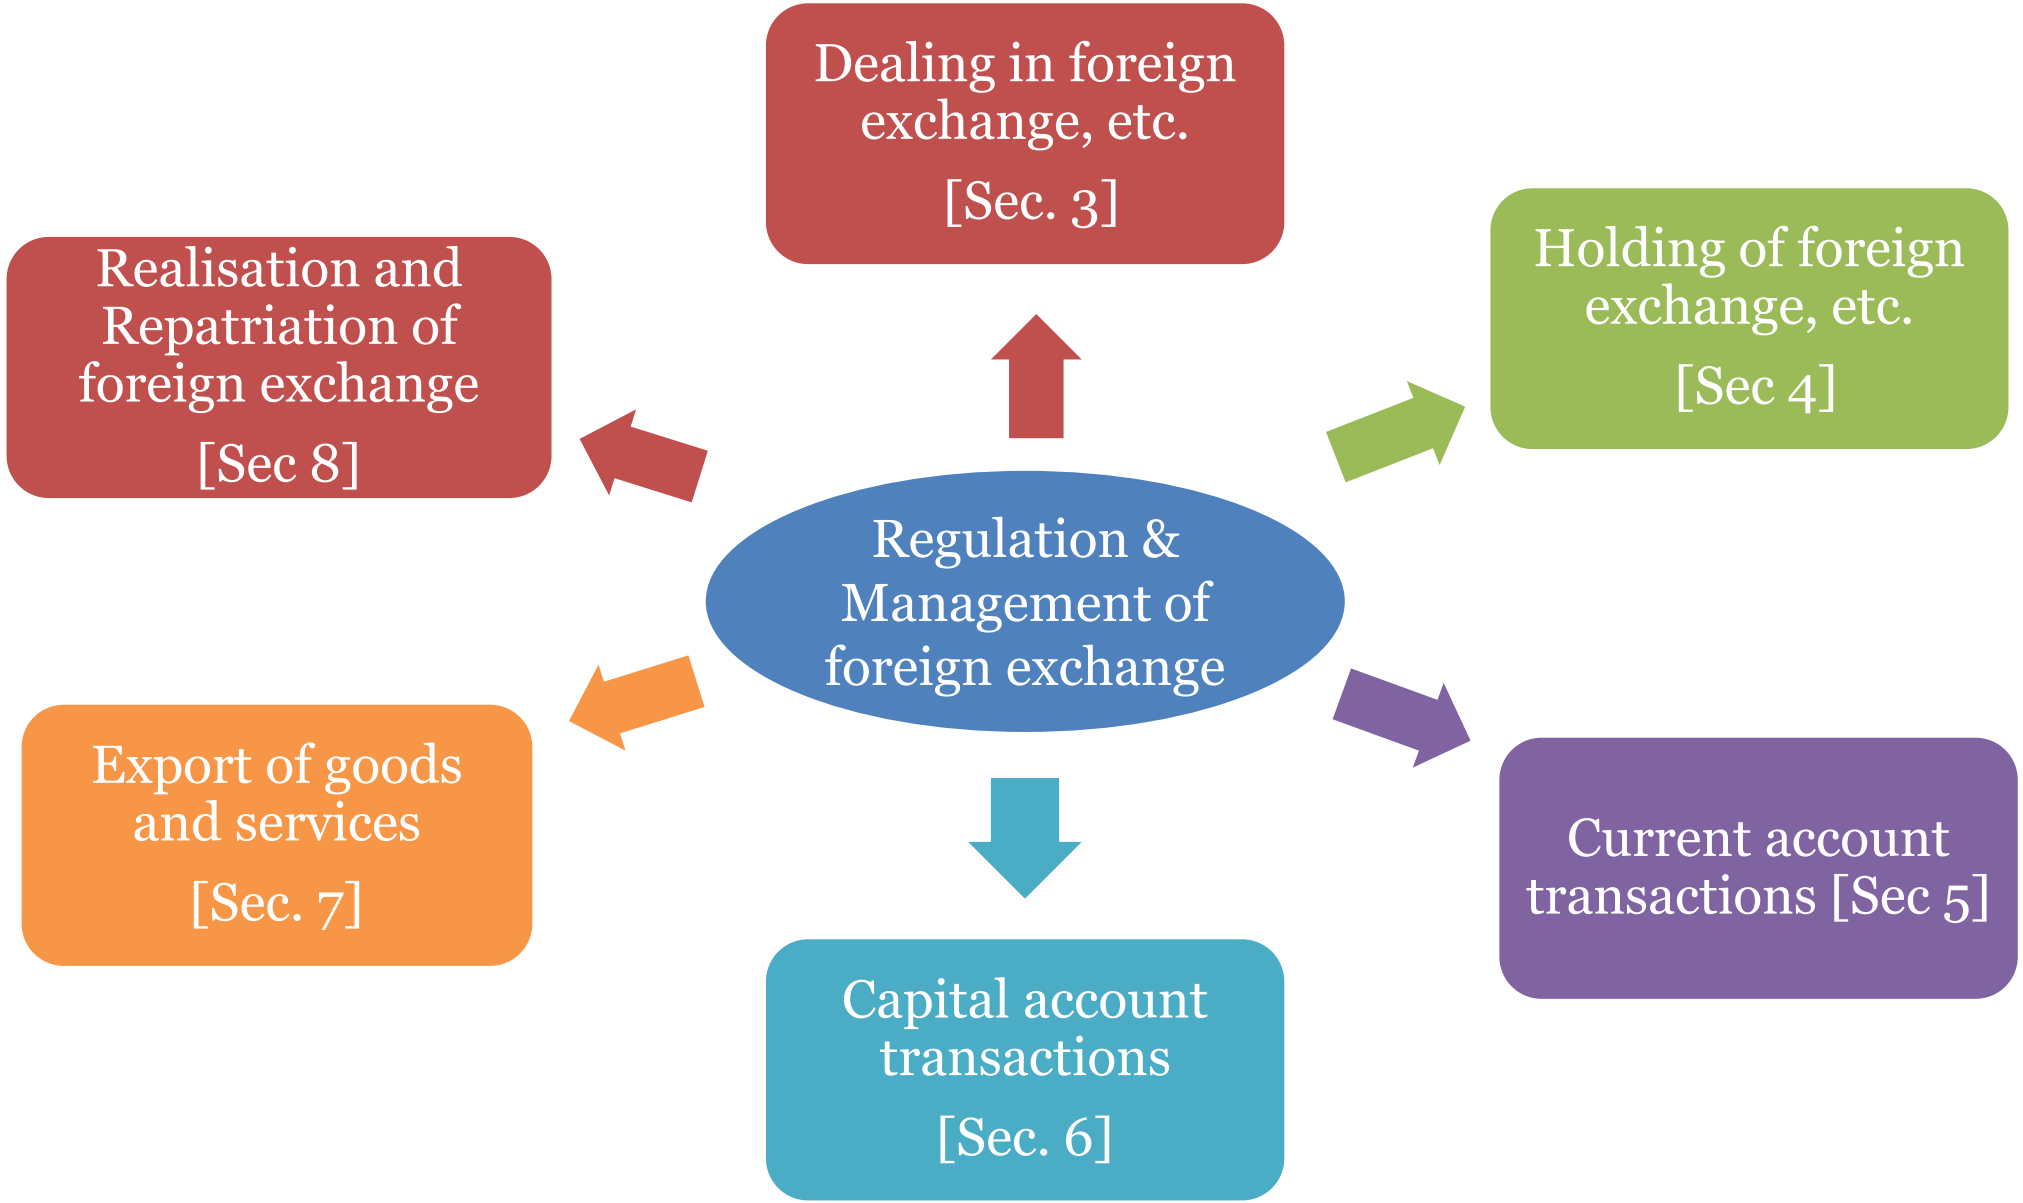 Dealing in foreign
exchange, etc.
[Sec. 3]
Holding of foreign
exchange, etc.
[Sec 4]
Realisation and
Repatriation of
foreign exchange
[Sec 8]
Regulation &
Management of
foreign exchange
Export of goods
and services
[Sec. 7]
Current account
transactions [Sec 5]
Capital account
transactions
[Sec. 6]